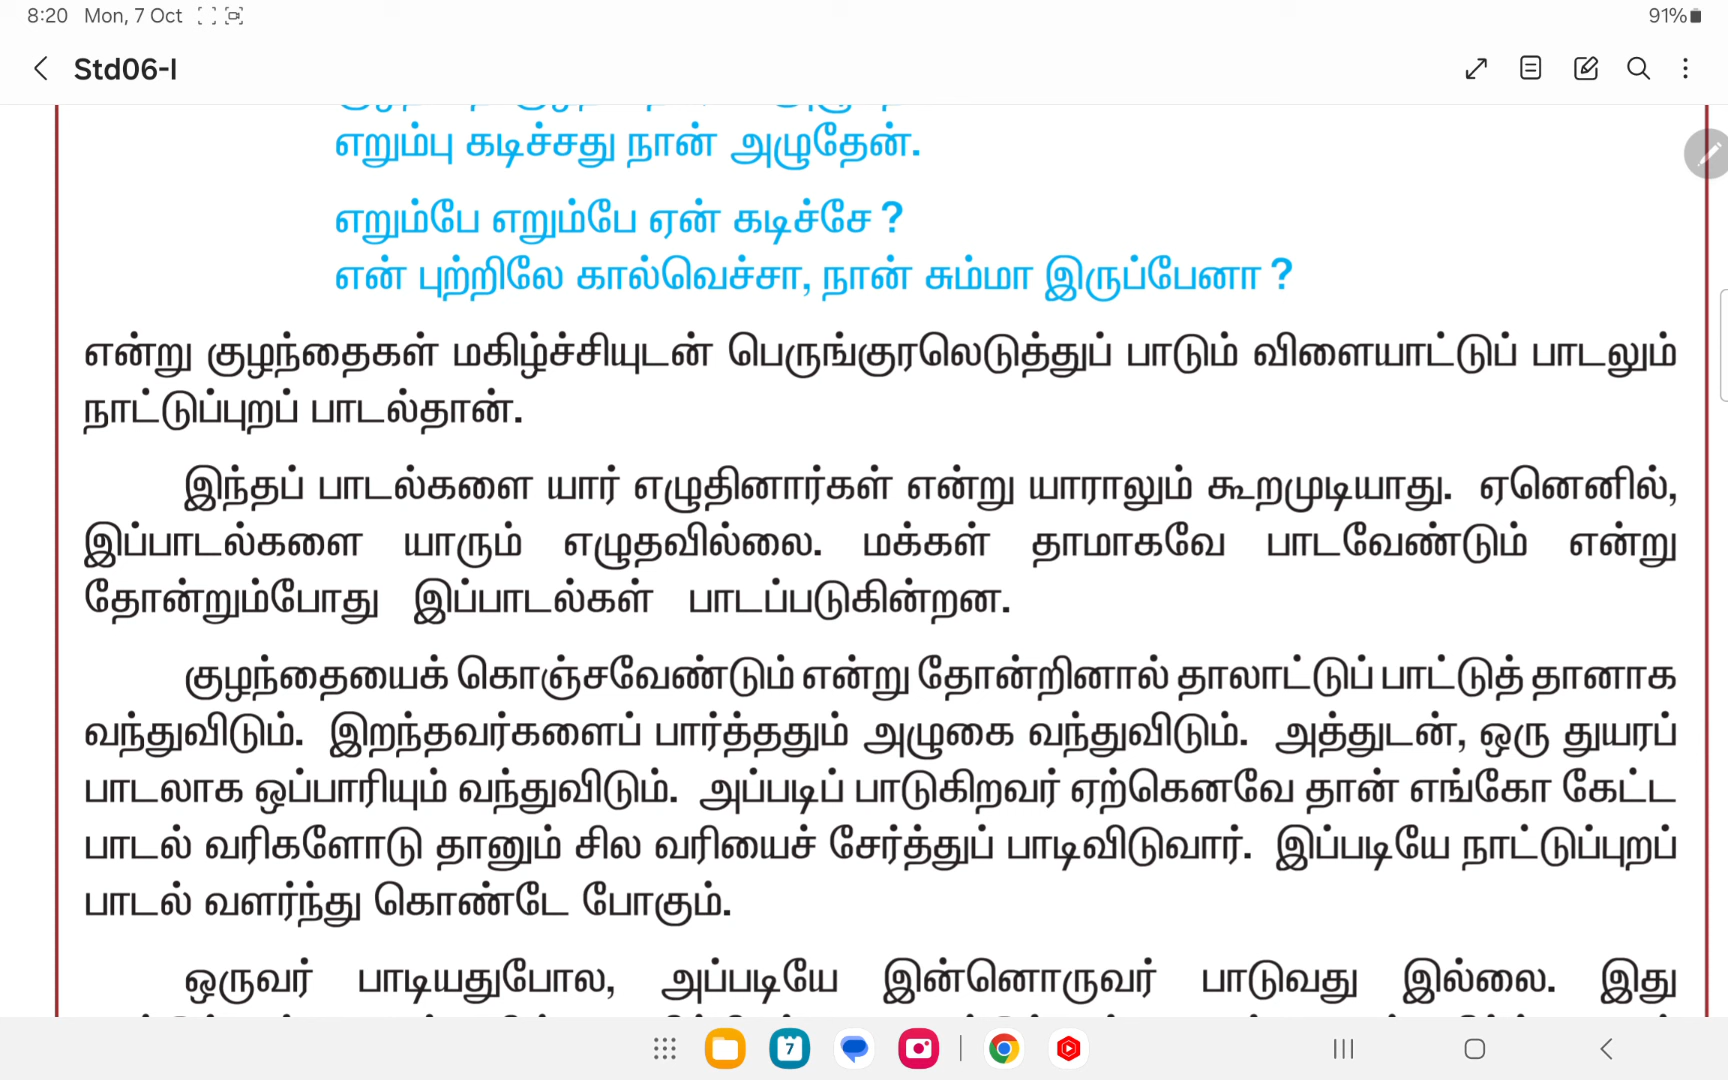 8:20 Mon, 7 Oct
91%
Std06-I
எறும்பு கடிச்சது நான் அழுதேன்.
எறும்பே எறும்பே ஏன் கடிச்சே ?
என் புற்றிலே கால்வெச்சா, நான் சும்மா இருப்பேனா ?
என்று குழந்தைகள் மகிழ்ச்சியுடன் பெருங்குரலெடுத்துப் பாடும் விளையாட்டுப் பாடலும்
நாட்டுப்புறப் பாடல்தான்.
இந்தப் பாடல்களை யார் எழுதினார்கள் என்று யாராலும் கூறமுடியாது. ஏனெனில்,
இப்பாடல்களை யாரும் எழுதவில்லை. மக்கள் தாமாகவே பாடவேண்டும் என்று
தோன்றும்போது இப்பாடல்கள் பாடப்படுகின்றன.
குழந்தையைக் கொஞ்சவேண்டும் என்று தோன்றினால் தாலாட்டுப் பாட்டுத் தானாக
வந்துவிடும். இறந்தவர்களைப் பார்த்ததும் அழுகை வந்துவிடும். அத்துடன், ஒரு துயரப்
பாடலாக ஒப்பாரியும் வந்துவிடும். அப்படிப் பாடுகிறவர் ஏற்கெனவே தான் எங்கோ கேட்ட
பாடல் வரிகளோடு தானும் சில வரியைச் சேர்த்துப் பாடிவிடுவார். இப்படியே நாட்டுப்புறப்
பாடல் வளர்ந்து கொண்டே போகும்.
ஒருவர் பாடியதுபோல, அப்படியே இன்னொருவர் பாடுவது இல்லை. இது
7